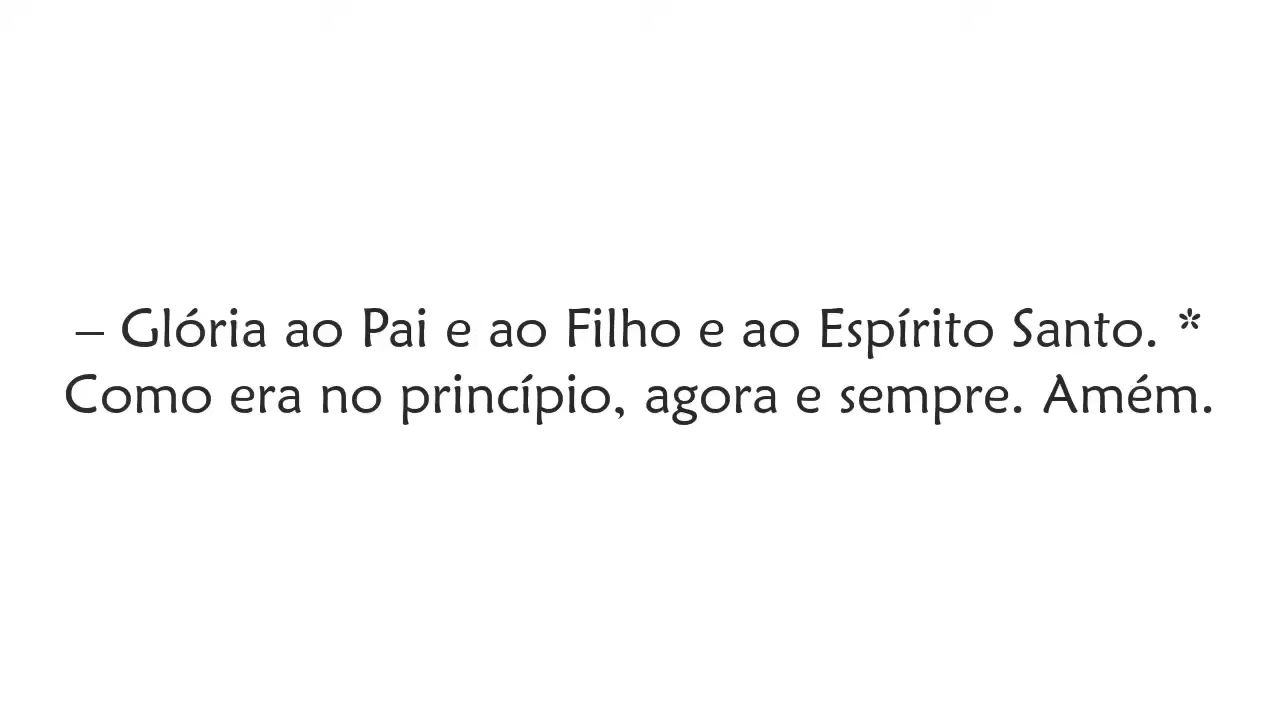 – Glória ao Pai e ao Filho e ao Espírito Santo. *
Como era no princípio, agora e sempre. Amém.